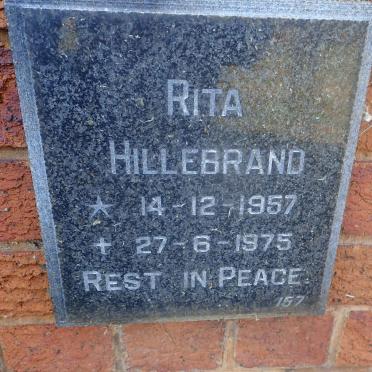 RITA
HILLEBRAND
* 14-12-1957
+ 27-6-1975
REST IN PEACE
157